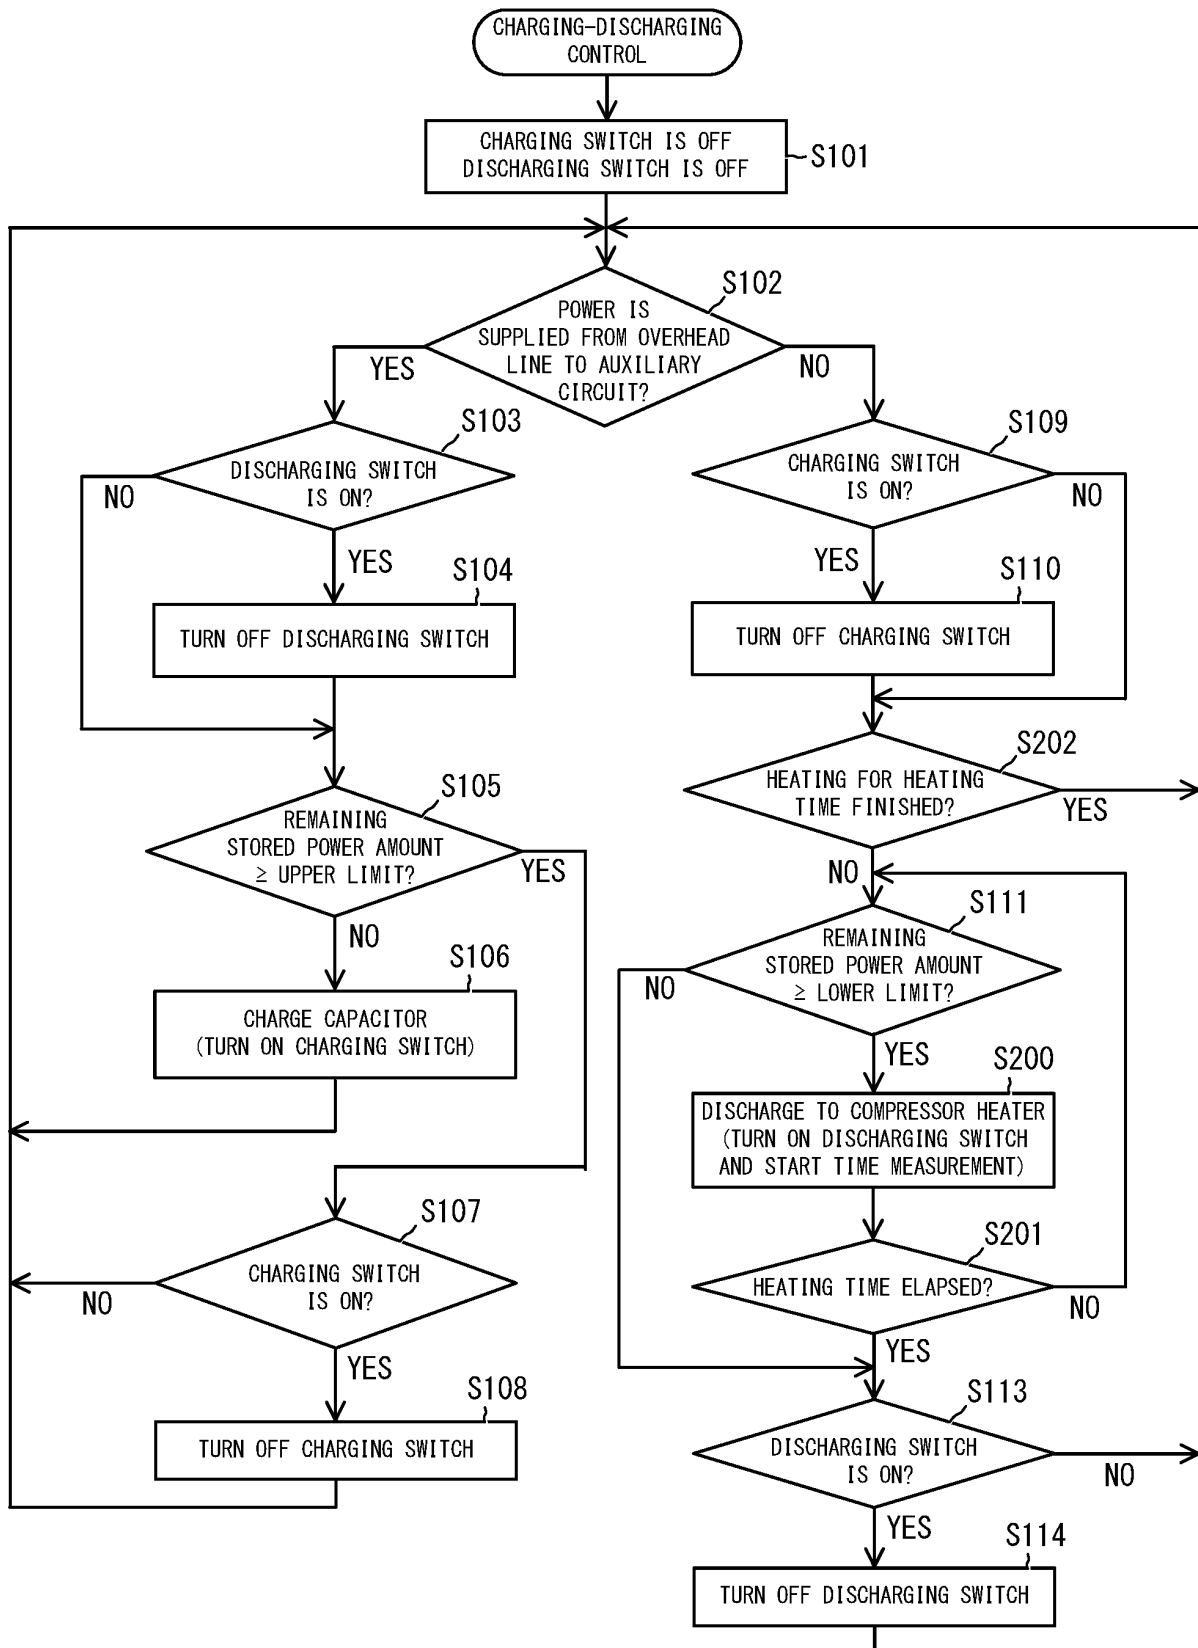 CHARGING-DISCHARGING
CONTROL
CHARGING SWITCH IS OFF
DISCHARGING SWITCH IS OFF
S101
S102
POWER IS
SUPPLIED FROM OVERHEAD
LINE TO AUXILIARY
CIRCUIT?
YES
NO
S103
DISCHARGING SWITCH
IS ON?
NO
YES
S104
TURN OFF DISCHARGING SWITCH
S105
REMAINING
STORED POWER AMOUNT
≥ UPPER LIMIT?
YES
NO
S106
CHARGE CAPACITOR
(TURN ON CHARGING SWITCH)
S107
CHARGING SWITCH
IS ON?
NO
YES
S108
TURN OFF CHARGING SWITCH
S109
CHARGING SWITCH
IS ON?
NO
YES
S110
TURN OFF CHARGING SWITCH
S202
HEATING FOR HEATING
TIME FINISHED?
YES
NO
S111
REMAINING
STORED POWER AMOUNT
≥ LOWER LIMIT?
NO
YES
S200
DISCHARGE TO COMPRESSOR HEATER
(TURN ON DISCHARGING SWITCH
AND START TIME MEASUREMENT)
S201
HEATING TIME ELAPSED?
NO
YES
S113
DISCHARGING SWITCH
IS ON?
NO
YES
S114
TURN OFF DISCHARGING SWITCH